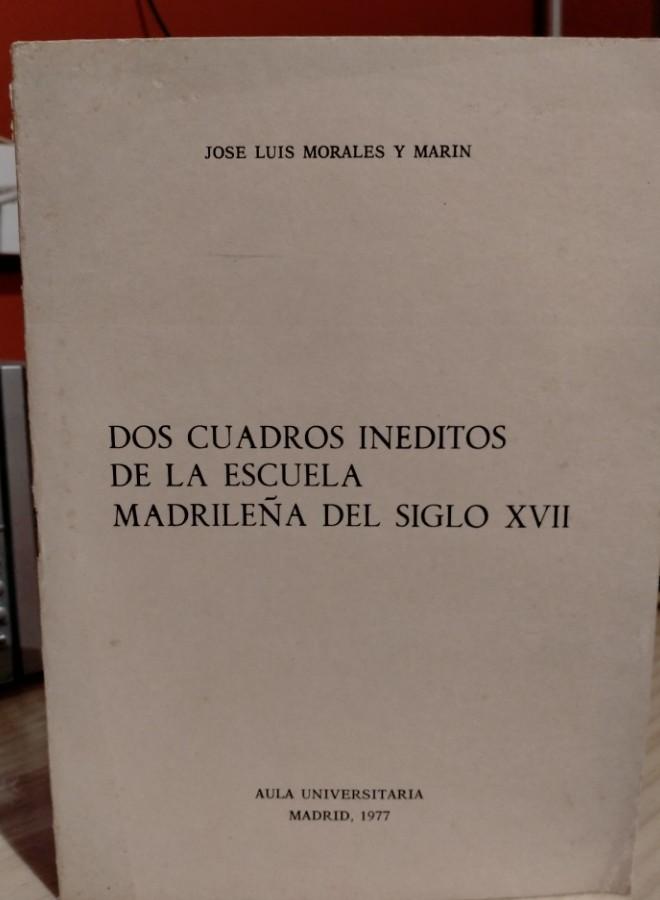 JOSE LUIS MORALES Y MARIN
DOS CUADROS INEDITOS
DE LA ESCUELA
MADRILEÑA DEL SIGLO XVII
AULA UNIVERSITARIA
MADRID, 1977